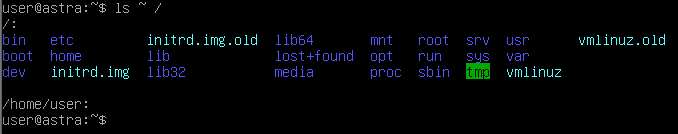 user@astra:~$ ls ~ /
/:
bin etc initrd.img.old lib64 mnt root srv usr vmlinuz.old
boot home lib lost+found opt run sys var
dev initrd.img lib32 media proc sbin tmp vmlinuz
/home/user:
user@astra:~$